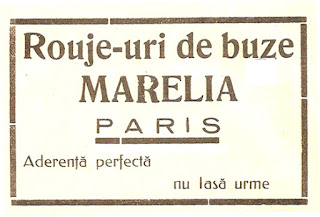 Rouje-uri de buze
MARELIA
PARIS
Aderență perfectă
nu lasă urme